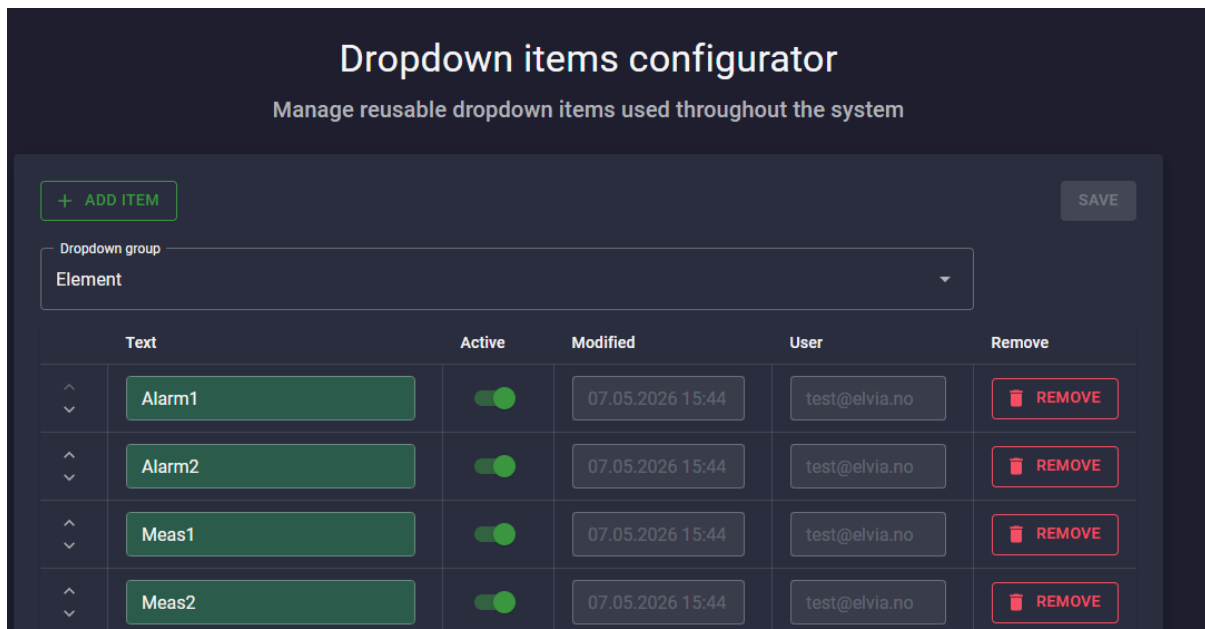 Dropdown items configurator
Manage reusable dropdown items used throughout the system
+ ADD ITEM
SAVE
Dropdown group
Element
Text Active Modified User Remove
Alarm1 07.05.2026 15:44 test@elvia.no REMOVE
Alarm2 07.05.2026 15:44 test@elvia.no REMOVE
Meas1 07.05.2026 15:44 test@elvia.no REMOVE
Meas2 07.05.2026 15:44 test@elvia.no REMOVE